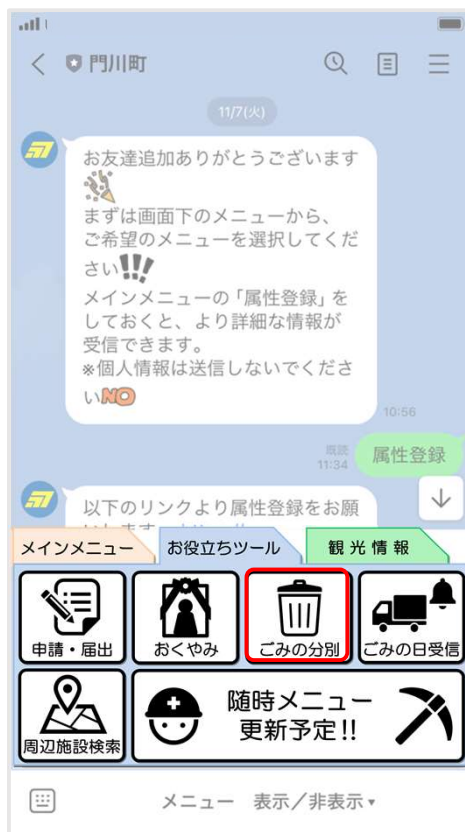 門川町
11/7(火)
お友達追加ありがとうございます
まずは画面下のメニューから、
ご希望のメニューを選択してくだ
さい!!!
メインメニューの「属性登録」を
しておくと、より詳細な情報が
受信できます。
※個人情報は送信しないでくださ
いNO
10:56
既読
11:34
属性登録
以下のリンクより属性登録をお願
メインメニュー
お役立ちツール
観光情報
申請・届出
おくやみ
ごみの分別
ごみの日受信
周辺施設検索
随時メニュー
更新予定!!
メニュー 表示/非表示▼